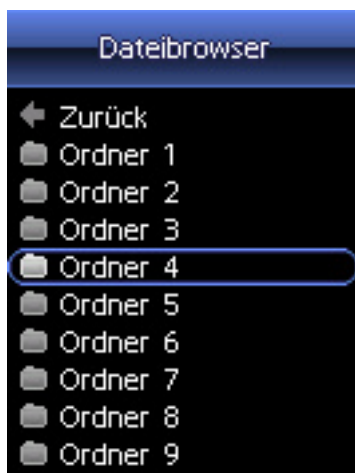 Dateibrowser
Zurück
Ordner 1
Ordner 2
Ordner 3
Ordner 4
Ordner 5
Ordner 6
Ordner 7
Ordner 8
Ordner 9